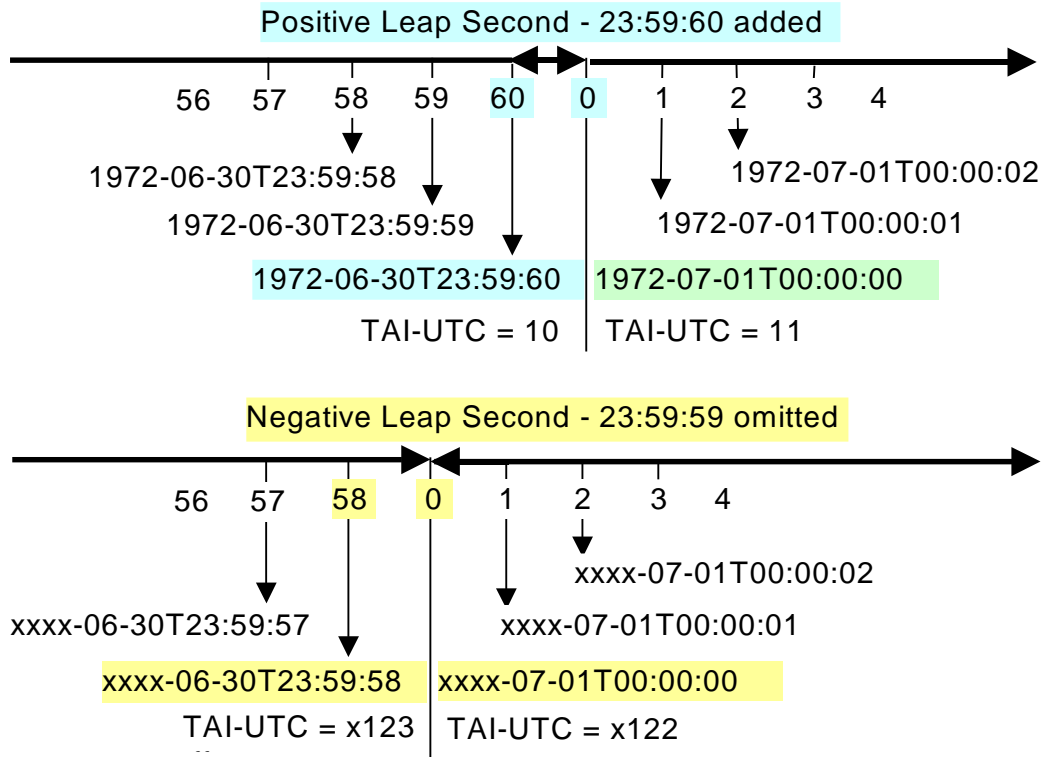 Positive Leap Second - 23:59:60 added
56 57 58 59 60 0 1 2 3 4
1972-06-30T23:59:58 1972-07-01T00:00:02
1972-06-30T23:59:59 1972-07-01T00:00:01
1972-06-30T23:59:60 1972-07-01T00:00:00
TAI-UTC = 10 TAI-UTC = 11
Negative Leap Second - 23:59:59 omitted
56 57 58 0 1 2 3 4
xxxx-07-01T00:00:02
xxxx-06-30T23:59:57 xxxx-07-01T00:00:01
xxxx-06-30T23:59:58 xxxx-07-01T00:00:00
TAI-UTC = x123 TAI-UTC = x122